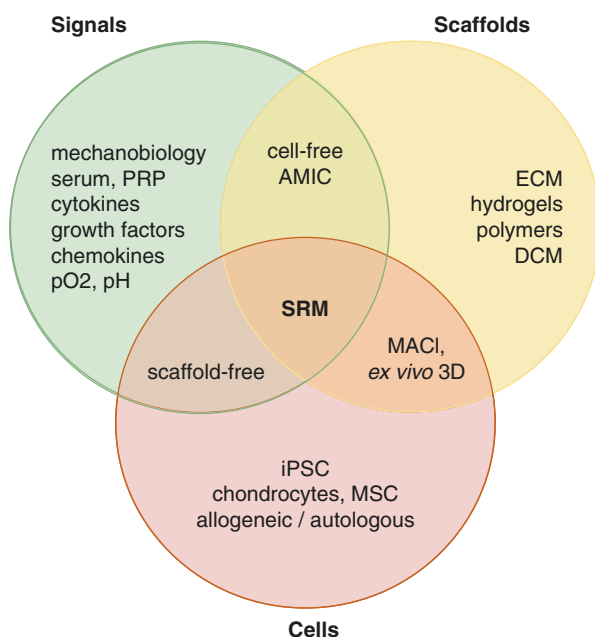 Signals
Scaffolds
mechanobiology
serum, PRP
cytokines
growth factors
chemokines
pO2, pH
cell-free
AMIC
ECM
hydrogels
polymers
DCM
SRM
scaffold-free
MACI,
ex vivo 3D
iPSC
chondrocytes, MSC
allogeneic / autologous
Cells